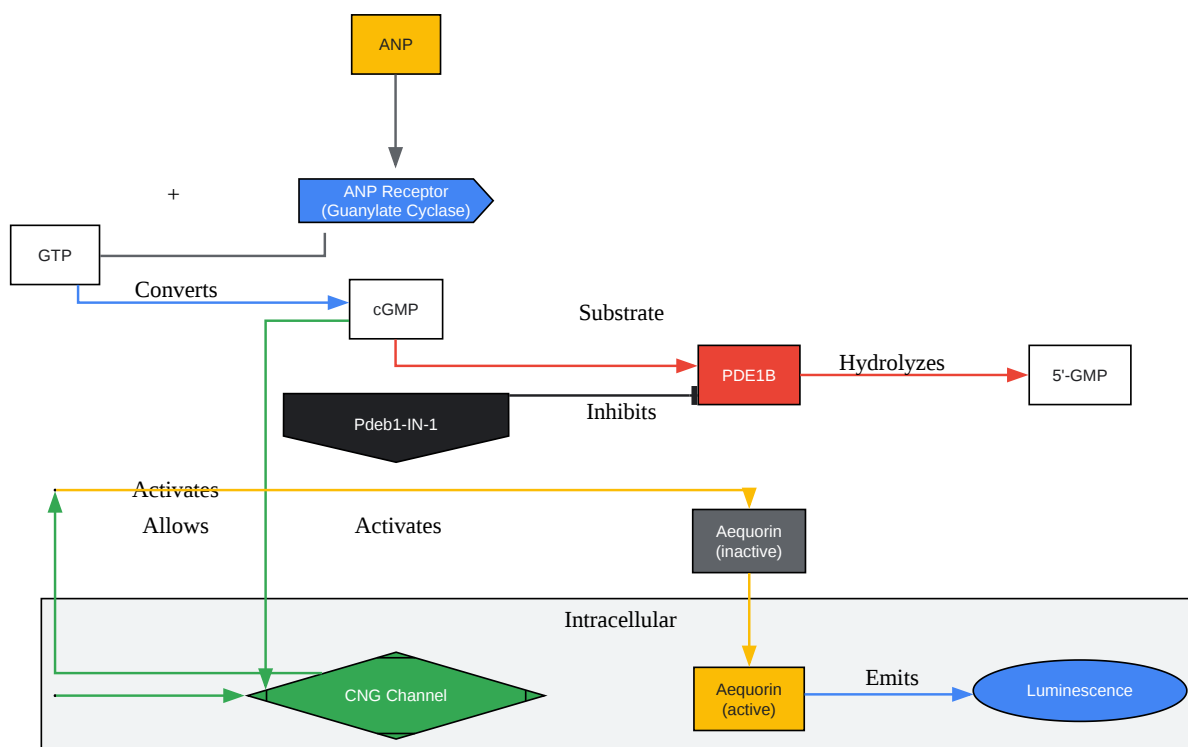 ANP
ANP Receptor
(Guanylate Cyclase)
+
GTP
Converts
cGMP
Substrate
PDE1B
Hydrolyzes
5'-GMP
Inhibits
Pdeb1-IN-1
Activates
Allows
Activates
Aequorin
(inactive)
Intracellular
CNG Channel
Aequorin
(active)
Emits
Luminescence